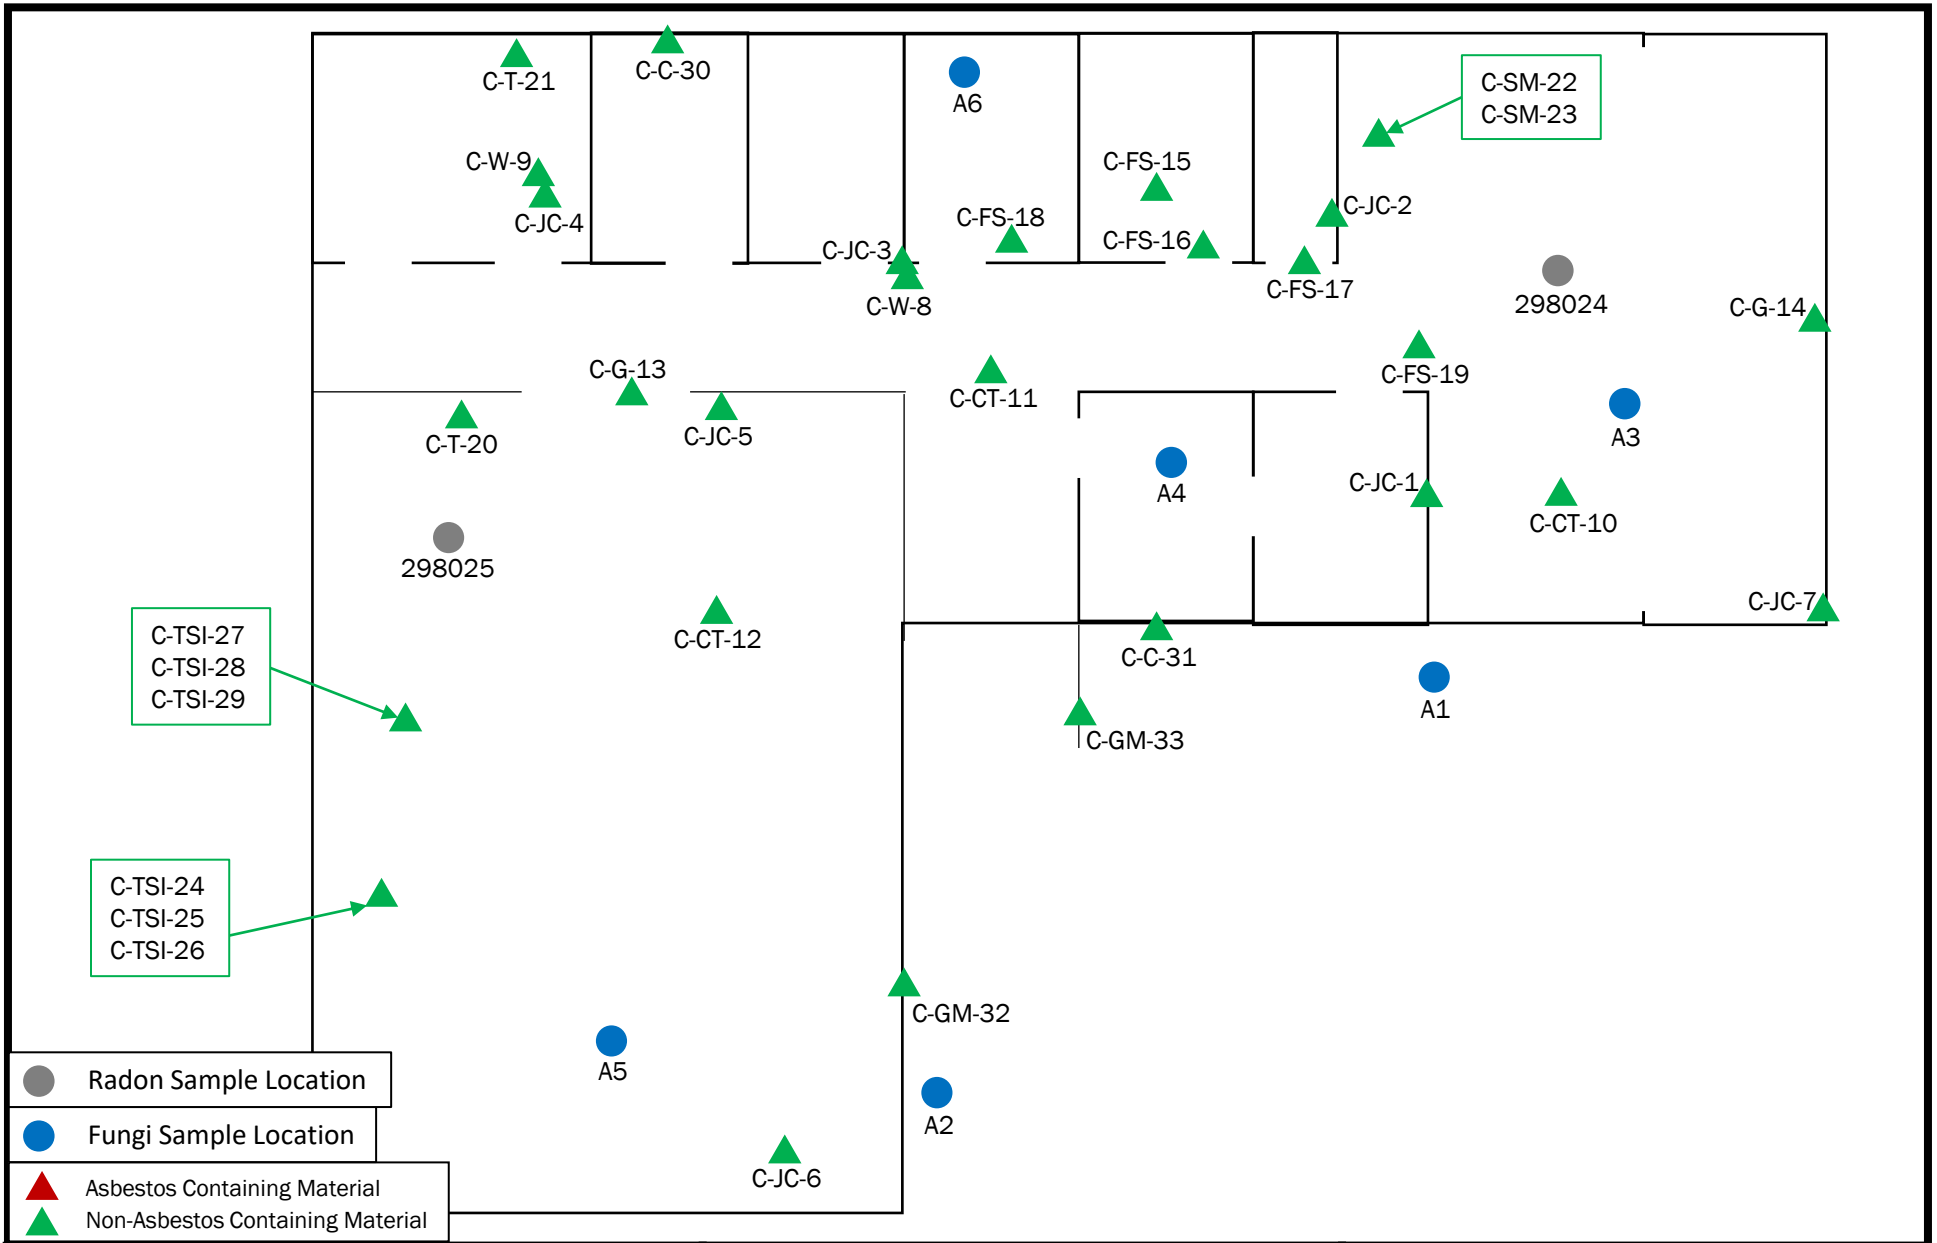 C-T-21
C-C-30
A6
C-SM-22
C-SM-23
C-W-9
C-JC-4
C-FS-15
C-JC-2
C-FS-18
C-FS-16
C-JC-3
C-W-8
C-FS-17
298024
C-G-14
C-G-13
C-CT-11
C-FS-19
C-T-20
C-JC-5
A3
A4
C-JC-1
C-CT-10
298025
C-JC-7
C-TSI-27
C-TSI-28
C-TSI-29
C-CT-12
C-C-31
A1
C-GM-33
C-TSI-24
C-TSI-25
C-TSI-26
C-GM-32
A5
A2
C-JC-6
Radon Sample Location
Fungi Sample Location
Asbestos Containing Material
Non-Asbestos Containing Material